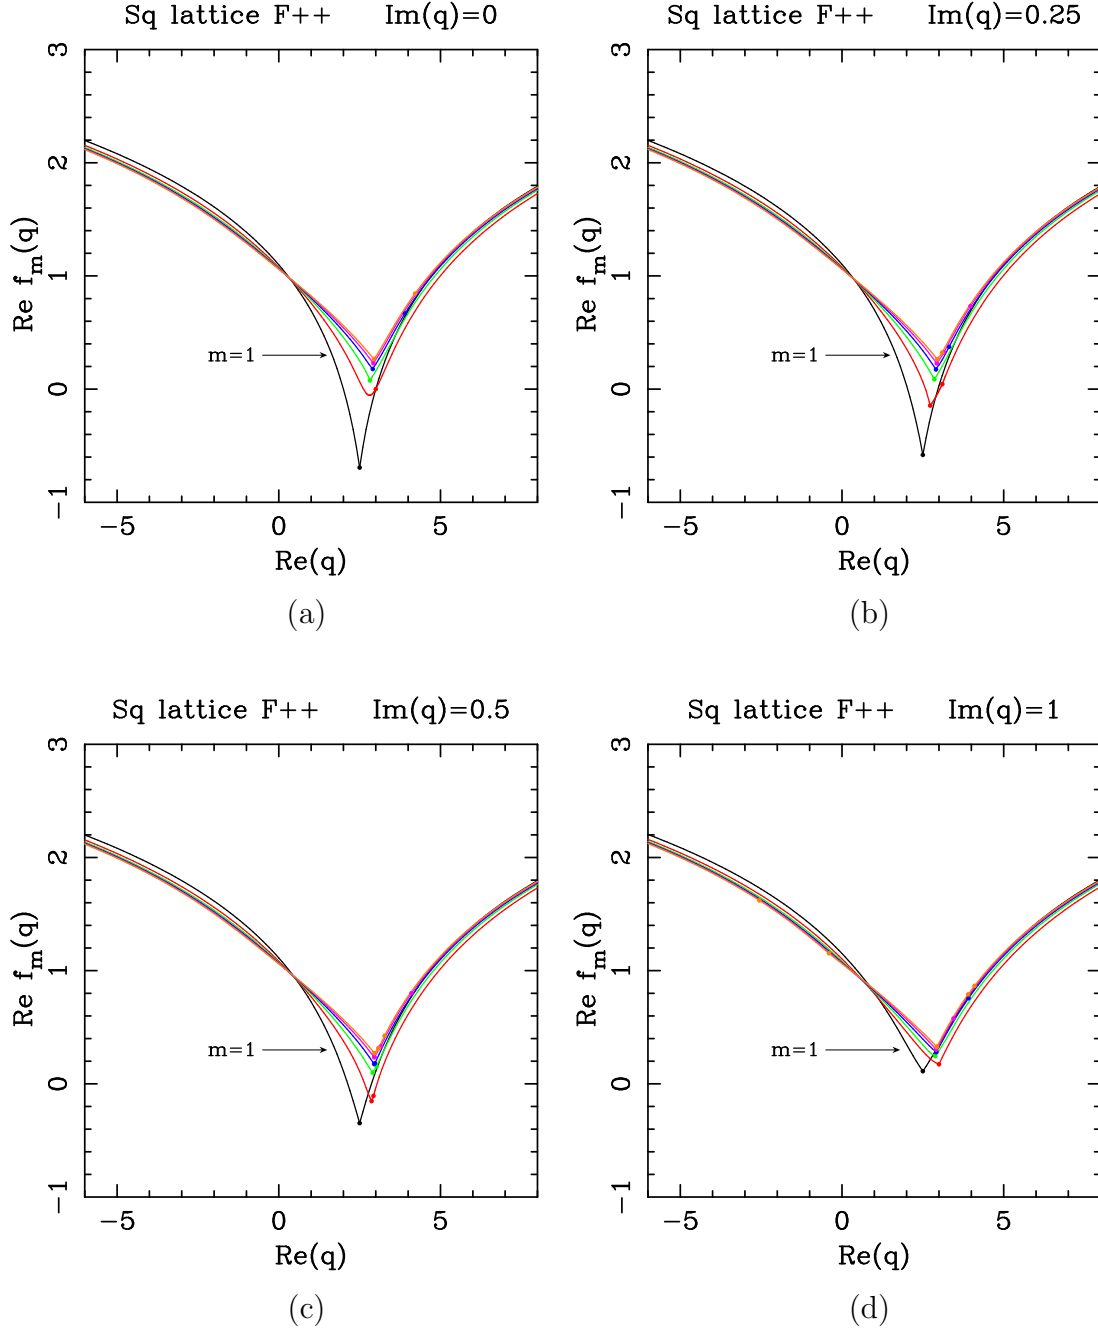 Sq lattice F++ Im(q)=0
3
2
1
0
−1
Re f_m(q)
m=1
−5 0 5
Re(q)
(a)
Sq lattice F++ Im(q)=0.25
3
2
1
0
−1
Re f_m(q)
m=1
−5 0 5
Re(q)
(b)
Sq lattice F++ Im(q)=0.5
3
2
1
0
−1
Re f_m(q)
m=1
−5 0 5
Re(q)
(c)
Sq lattice F++ Im(q)=1
3
2
1
0
−1
Re f_m(q)
m=1
−5 0 5
Re(q)
(d)